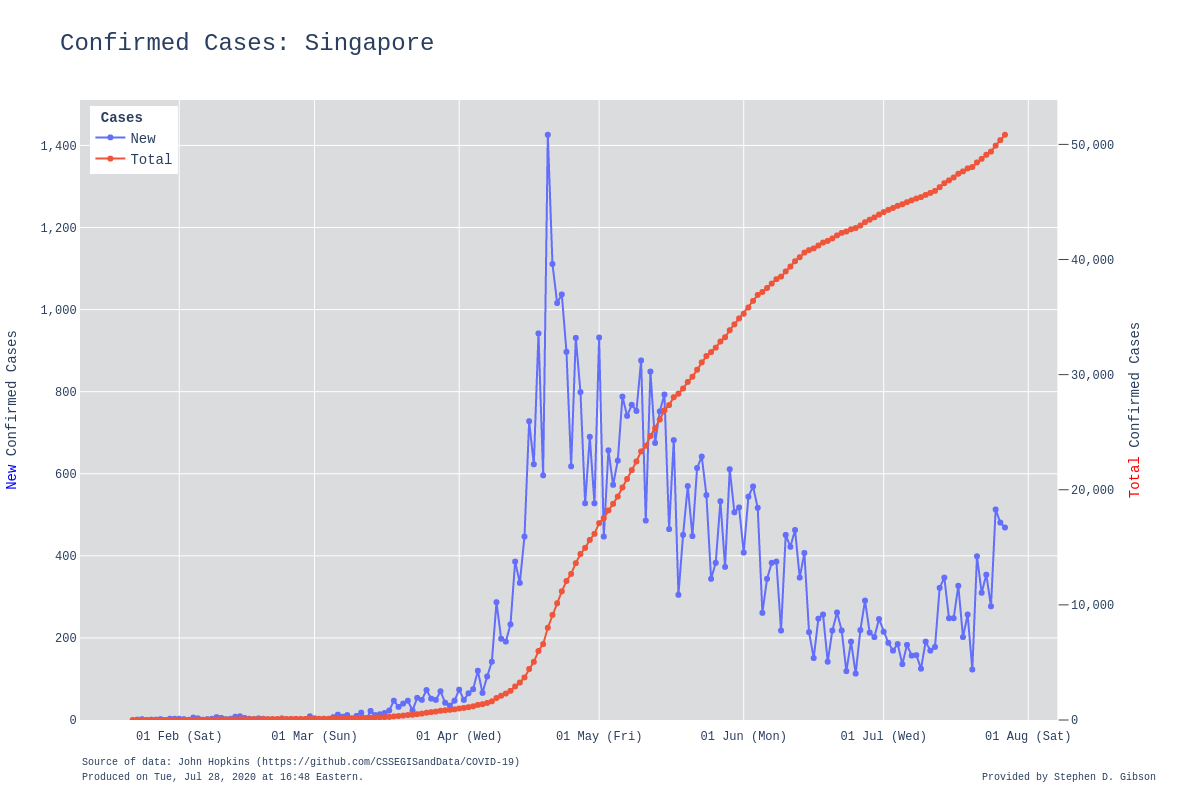 Confirmed Cases: Singapore
Cases
New
Total
1,400
1,200
1,000
800
600
400
200
0
50,000
40,000
30,000
20,000
10,000
0
New Confirmed Cases
Total Confirmed Cases
01 Feb (Sat)
01 Mar (Sun)
01 Apr (Wed)
01 May (Fri)
01 Jun (Mon)
01 Jul (Wed)
01 Aug (Sat)
Source of data: John Hopkins (https://github.com/CSSEGISandData/COVID-19)
Produced on Tue, Jul 28, 2020 at 16:48 Eastern.
Provided by Stephen D. Gibson